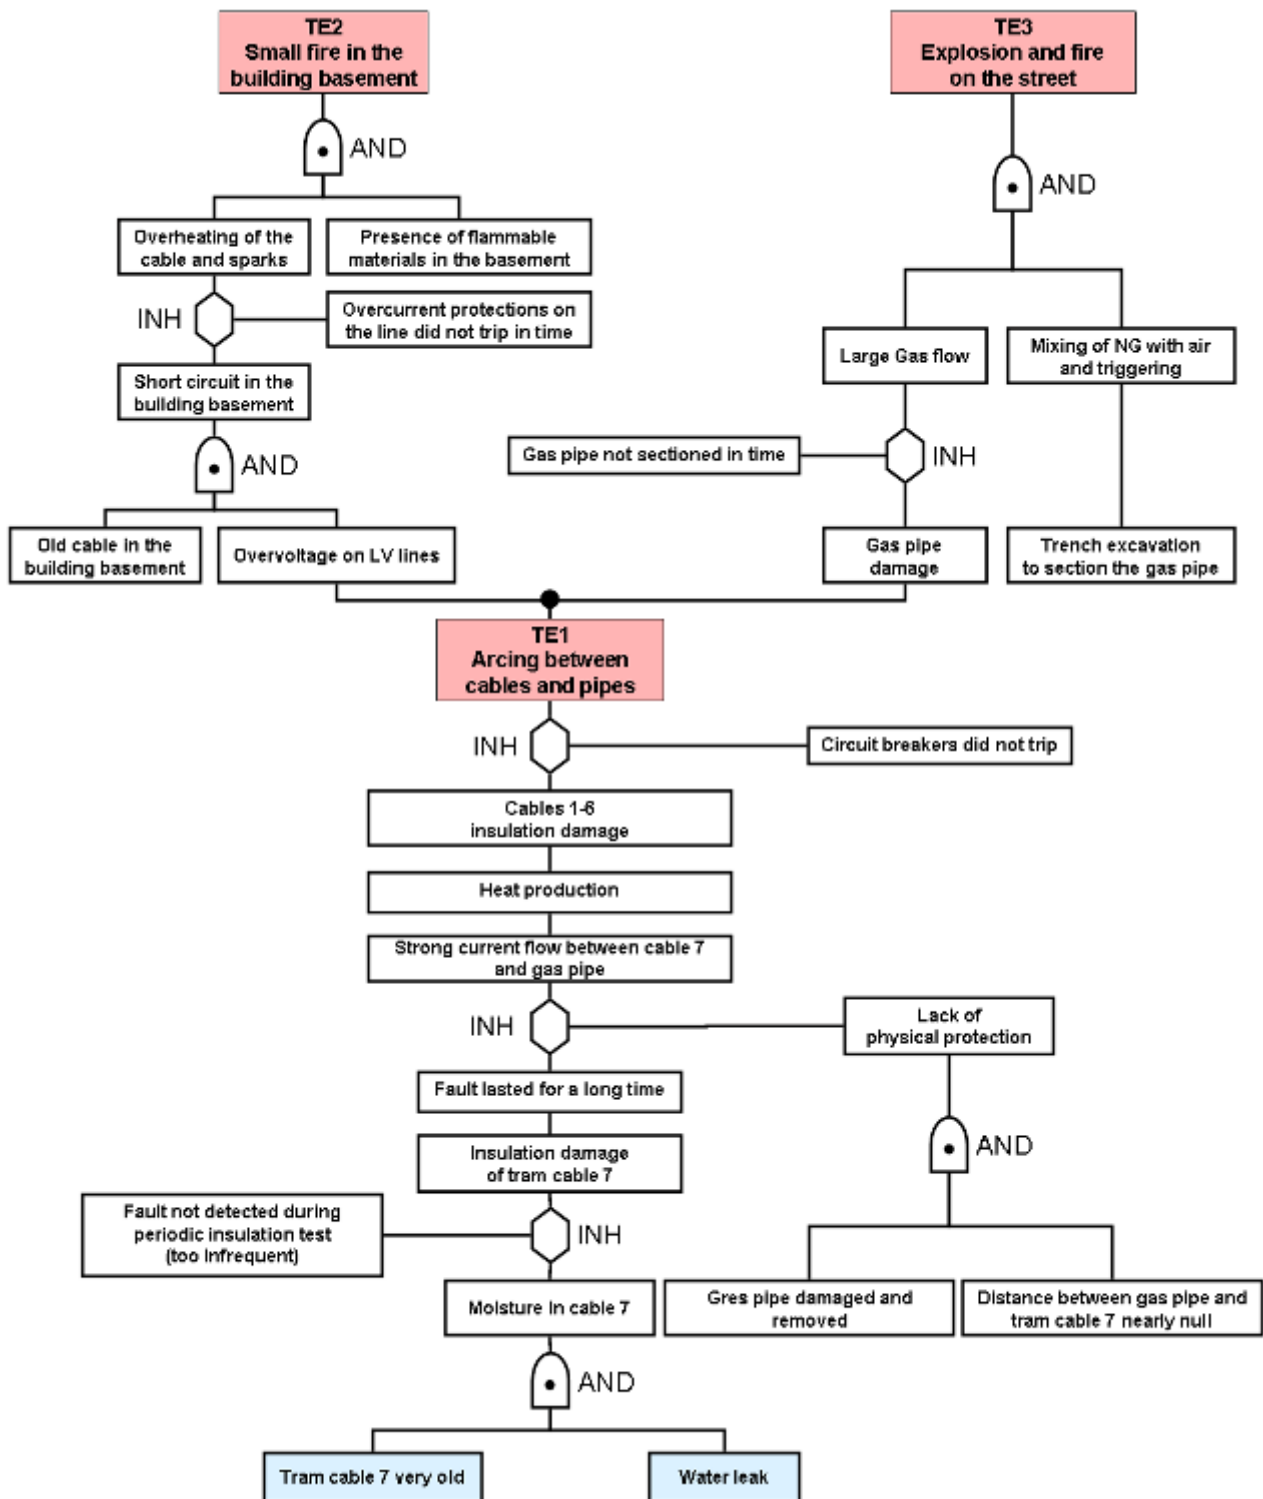 TE2
Small fire in the
building basement
TE3
Explosion and fire
on the street
AND
AND
Overheating of the
cable and sparks
Presence of flammable
materials in the basement
INH
Overcurrent protections on
the line did not trip in time
Large Gas flow
Mixing of NG with air
and triggering
Short circuit in the
building basement
Gas pipe not sectioned in time
INH
AND
Old cable in the
building basement
Overvoltage on LV lines
Gas pipe
damage
Trench excavation
to section the gas pipe
TE1
Arcing between
cables and pipes
INH
Circuit breakers did not trip
Cables 1-6
insulation damage
Heat production
Strong current flow between cable 7
and gas pipe
INH
Lack of
physical protection
Fault lasted for a long time
Insulation damage
of tram cable 7
AND
Fault not detected during
periodic insulation test
(too infrequent)
INH
Moisture in cable 7
Gres pipe damaged and
removed
Distance between gas pipe and
tram cable 7 nearly null
AND
Tram cable 7 very old
Water leak